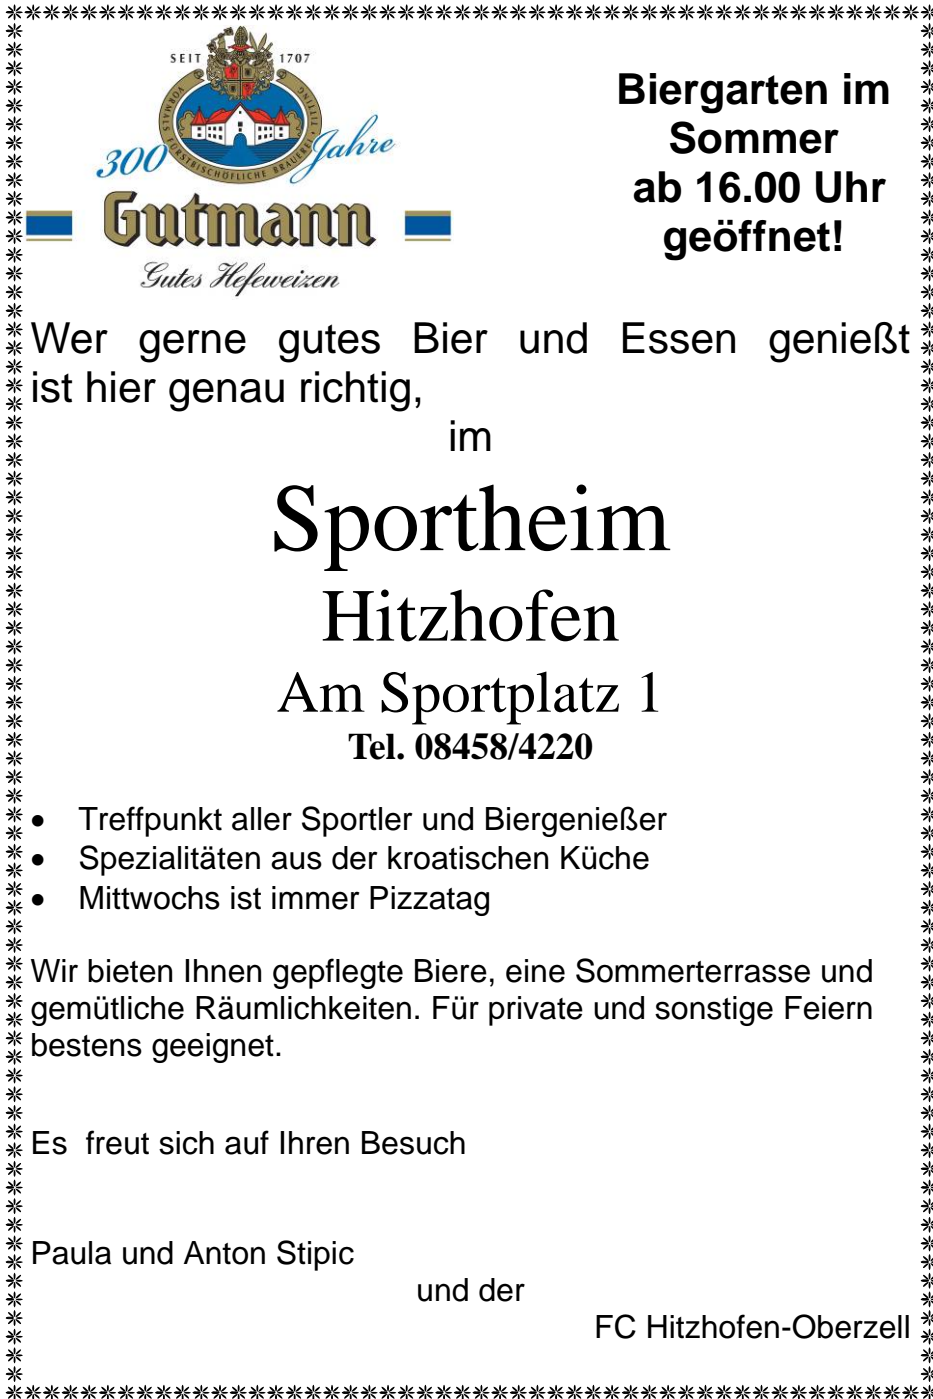 SEIT 1707
VORMALS FÜRSTBISCHÖFLICHE BRAUEREI · TITTING
300 Jahre
Gutmann
Gutes Hefeweizen
Biergarten im
Sommer
ab 16.00 Uhr
geöffnet!
Wer gerne gutes Bier und Essen genießt
ist hier genau richtig,
im
Sportheim
Hitzhofen
Am Sportplatz 1
Tel. 08458/4220
• Treffpunkt aller Sportler und Biergenießer
• Spezialitäten aus der kroatischen Küche
• Mittwochs ist immer Pizzatag
Wir bieten Ihnen gepflegte Biere, eine Sommerterrasse und
gemütliche Räumlichkeiten. Für private und sonstige Feiern
bestens geeignet.
Es freut sich auf Ihren Besuch
Paula und Anton Stipic
und der
FC Hitzhofen-Oberzell